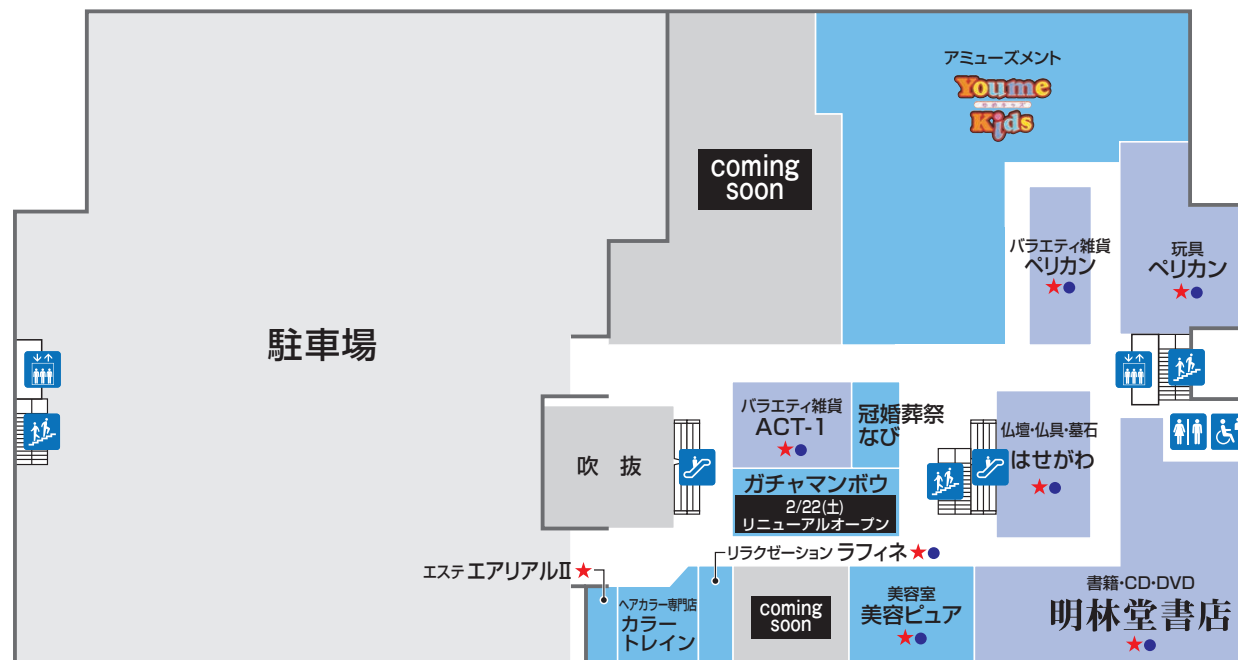 アミューズメント
Youme
ゆめキッズ
Kids
coming
soon
バラエティ雑貨
ペリカン
★●
玩具
ペリカン
★●
駐車場
バラエティ雑貨
ACT-1
★●
冠婚葬祭
なび
仏壇・仏具・墓石
はせがわ
★●
吹 抜
ガチャマンボウ
2/22(土)
リニューアルオープン
リラクゼーション ラフィネ★●
エステ エアリアルⅡ★
ヘアカラー専門店
カラー
トレイン
coming
soon
美容室
美容ピュア
★●
書籍・CD・DVD
明林堂書店
★●